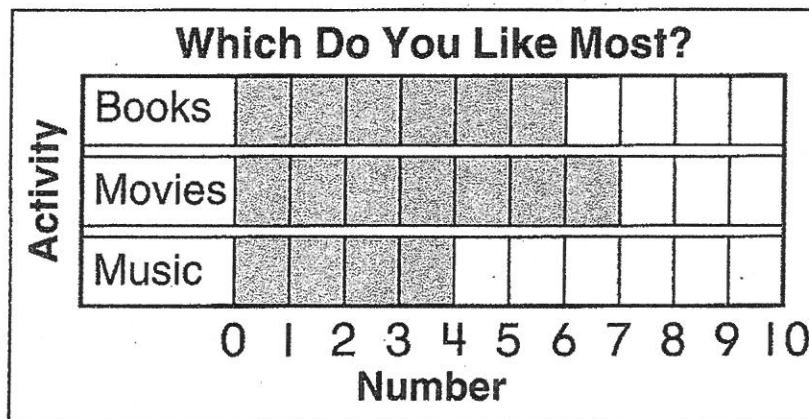 Which Do You Like Most?
Activity
Books
Movies
Music
0 1 2 3 4 5 6 7 8 9 10
Number